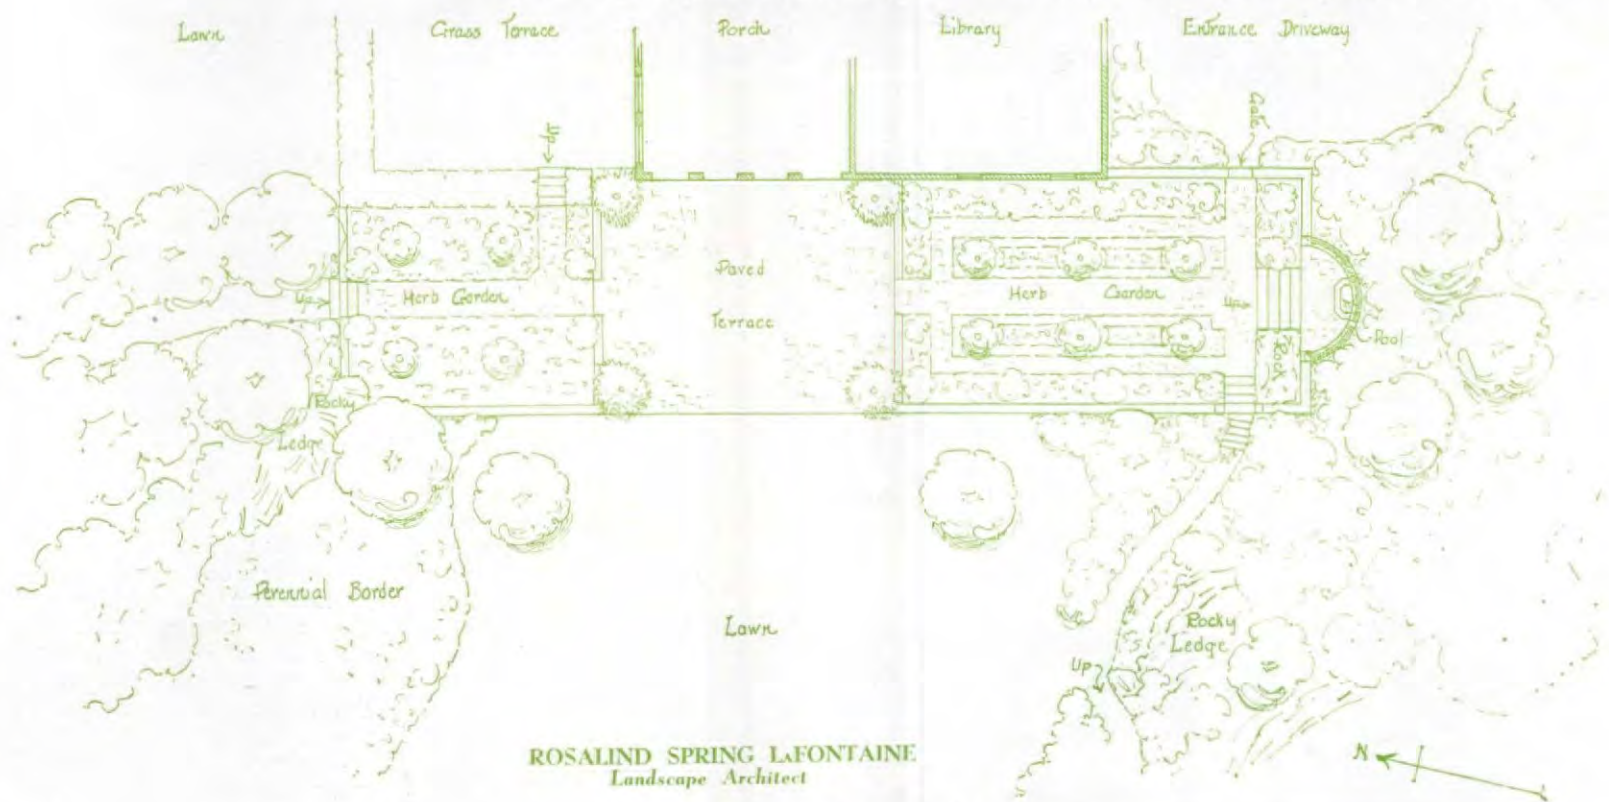 Lawn
Grass Terrace
Porch
Library
Entrance Driveway
Gate
Up
Paved
Terrace
Up
Herb Garden
Herb Garden
Up
Pool
Rock
Rocky
Ledge
Perennial Border
Lawn
Rocky
Ledge
Up
ROSALIND SPRING LAFONTAINE
Landscape Architect
N